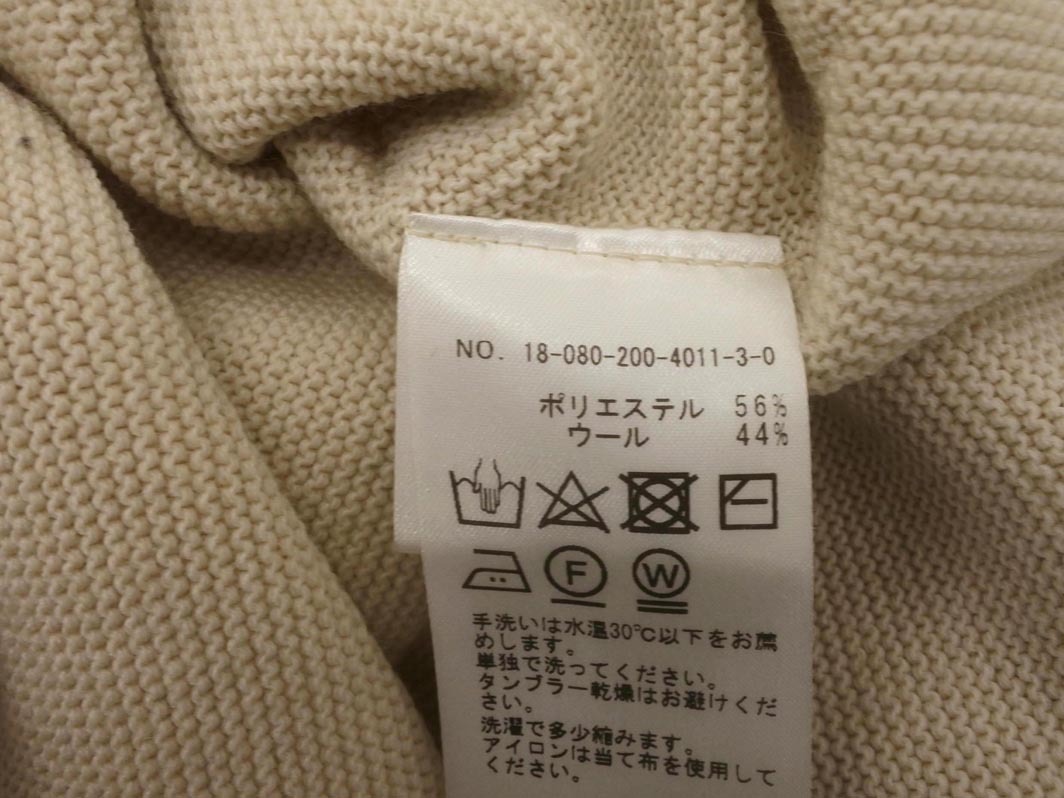 NO. 18-080-200-4011-3-0
ポリエステル 56%
ウール 44%
F W
手洗いは水温30℃以下をお薦
めします。
単独で洗ってください。
タンブラー乾燥はお避けくだ
さい。
洗濯で多少縮みます。
アイロンは当て布を使用して
ください。